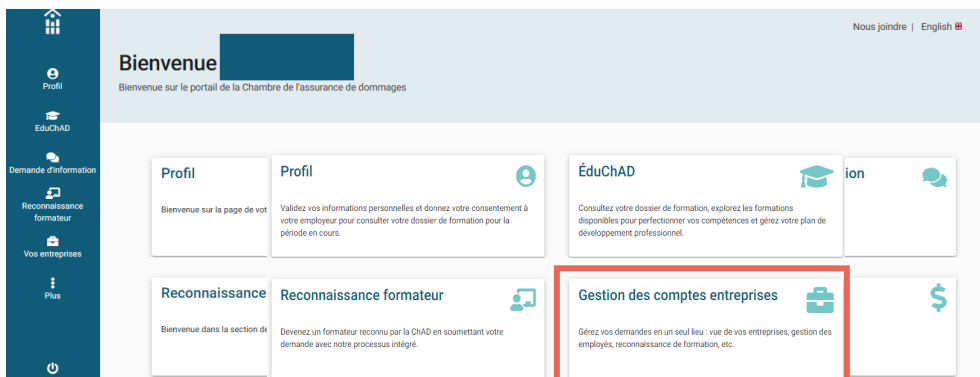 Nous joindre | English
Bienvenue
Bienvenue sur le portail de la Chambre de l'assurance de dommages
Profil
EduChAD
Demande d'information
Reconnaissance
formateur
Vos entreprises
Plus
Profil
Bienvenue sur la page de vot
Profil
Validez vos informations personnelles et donnez votre consentement à
votre employeur pour consulter votre dossier de formation pour la
période en cours.
ÉduChAD
Consultez votre dossier de formation, explorez les formations
disponibles pour perfectionner vos compétences et gérez votre plan de
développement professionnel.
ion
Reconnaissance
Bienvenue dans la section de
Reconnaissance formateur
Devenez un formateur reconnu par la ChAD en soumettant votre
demande avec notre processus intégré.
Gestion des comptes entreprises
Gérez vos demandes en un seul lieu : vue de vos entreprises, gestion des
employés, reconnaissance de formation, etc.
$